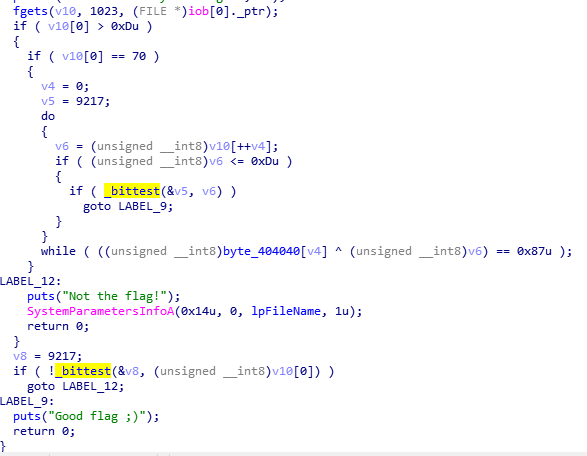 fgets(v10, 1023, (FILE *)iob[0]._ptr);
if ( v10[0] > 0xDu )
{
if ( v10[0] == 70 )
{
v4 = 0;
v5 = 9217;
do
{
v6 = (unsigned __int8)v10[++v4];
if ( (unsigned __int8)v6 <= 0xDu )
{
if ( _bittest(&v5, v6) )
goto LABEL_9;
}
}
while ( ((unsigned __int8)byte_404040[v4] ^ (unsigned __int8)v6) == 0x87u );
}
LABEL_12:
puts("Not the flag!");
SystemParametersInfoA(0x14u, 0, lpFileName, 1u);
return 0;
}
v8 = 9217;
if ( !_bittest(&v8, (unsigned __int8)v10[0]) )
goto LABEL_12;
LABEL_9:
puts("Good flag ;)");
return 0;
}